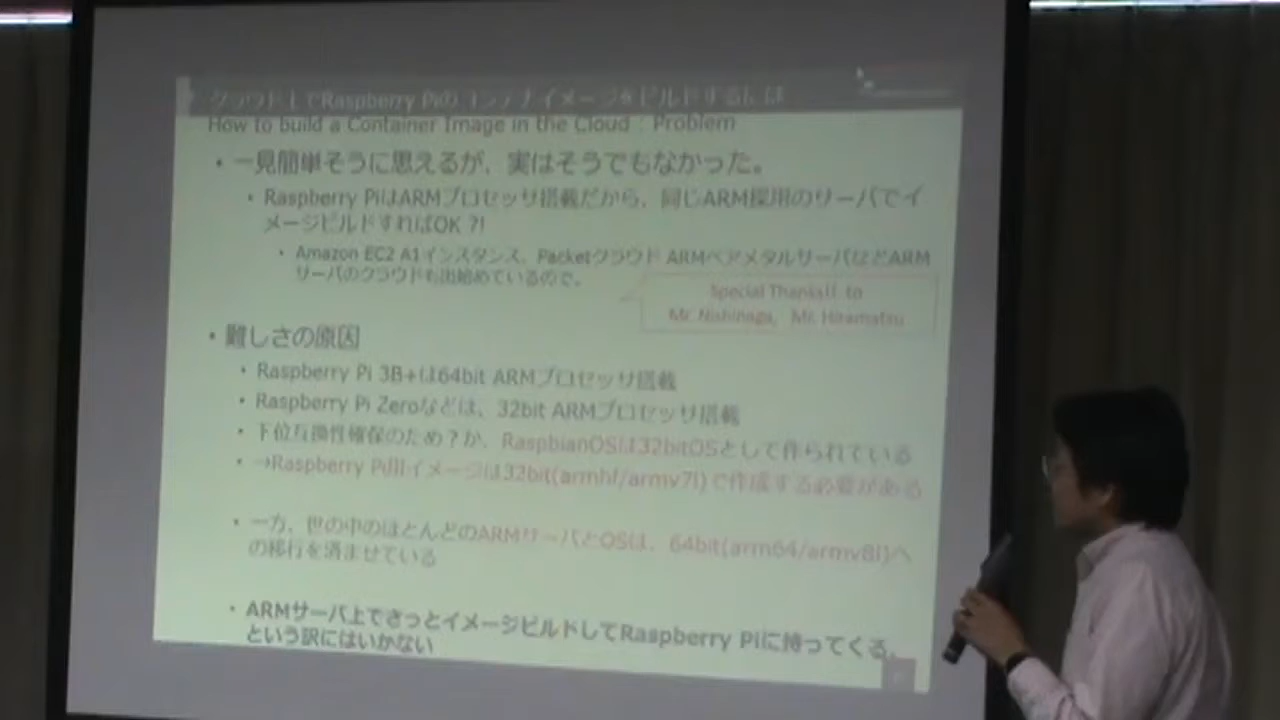 クラウド上でRaspberry Piのコンテナイメージをビルドするには
How to build a Container Image in the Cloud : Problem
・一見簡単そうに思えるが、実はそうでもなかった。
・Raspberry PiはARMプロセッサ搭載だから、同じARM採用のサーバでイ
メージビルドすればOK ?!
・Amazon EC2 A1インスタンス、Packetクラウド ARMベアメタルサーバなどARM
サーバのクラウドも出始めているので。
Special Thanks!! to
Mr. Nishinaga, Mr. Hiramatsu
・難しさの原因
・Raspberry Pi 3B+は64bit ARMプロセッサ搭載
・Raspberry Pi Zeroなどは、32bit ARMプロセッサ搭載
・下位互換性確保のため？か、RaspbianOSは32bitOSとして作られている
・→Raspberry Pi用イメージは32bit(armhf/armv7l)で作成する必要がある
・一方、世の中のほとんどのARMサーバとOSは、64bit(arm64/armv8l)へ
の移行を済ませている
・ARMサーバ上でさっとイメージビルドしてRaspberry Piに持ってくる、
という訳にはいかない